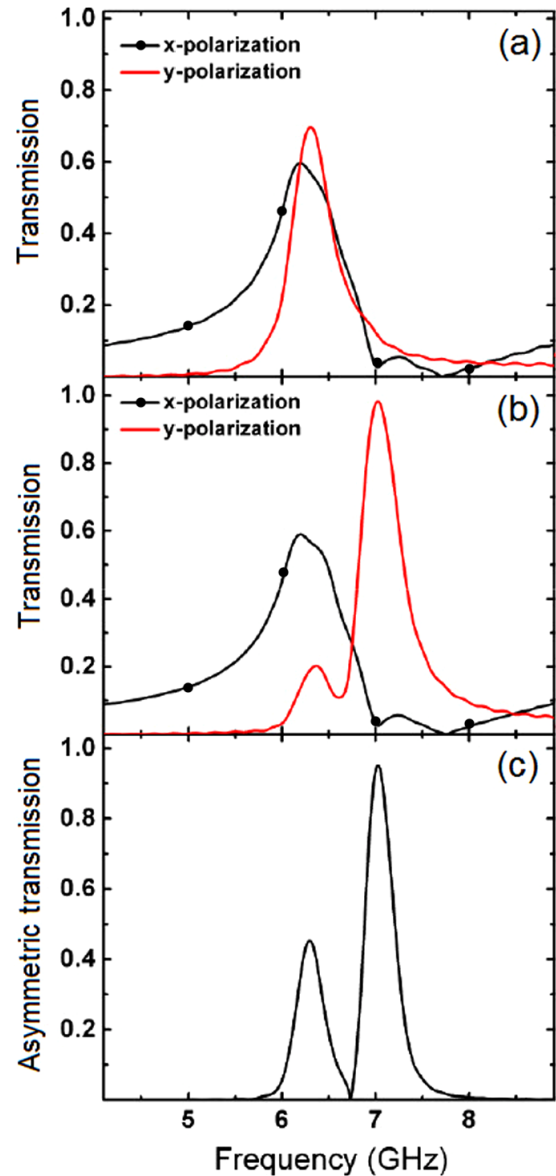 1.0
(a)
x-polarization
y-polarization
0.8
0.6
0.4
0.2
Transmission
1.0
(b)
x-polarization
y-polarization
0.8
0.6
0.4
0.2
Transmission
1.0
(c)
0.8
0.6
0.4
0.2
Asymmetric transmission
5 6 7 8
Frequency (GHz)